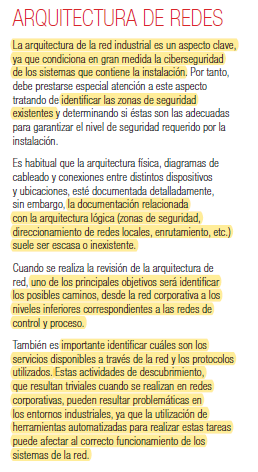 ARQUITECTURA DE REDES
La arquitectura de la red industrial es un aspecto clave,
ya que condiciona en gran medida la ciberseguridad
de los sistemas que contiene la instalación. Por tanto,
debe prestarse especial atención a este aspecto
tratando de identificar las zonas de seguridad
existentes y determinando si éstas son las adecuadas
para garantizar el nivel de seguridad requerido por la
instalación.
Es habitual que la arquitectura física, diagramas de
cableado y conexiones entre distintos dispositivos
y ubicaciones, esté documentada detalladamente,
sin embargo, la documentación relacionada
con la arquitectura lógica (zonas de seguridad,
direccionamiento de redes locales, enrutamiento, etc.)
suele ser escasa o inexistente.
Cuando se realiza la revisión de la arquitectura de
red, uno de los principales objetivos será identificar
los posibles caminos, desde la red corporativa a los
niveles inferiores correspondientes a las redes de
control y proceso.
También es importante identificar cuáles son los
servicios disponibles a través de la red y los protocolos
utilizados. Estas actividades de descubrimiento,
que resultan triviales cuando se realizan en redes
corporativas, pueden resultar problemáticas en
los entornos industriales, ya que la utilización de
herramientas automatizadas para realizar estas tareas
puede afectar al correcto funcionamiento de los
sistemas de la red.